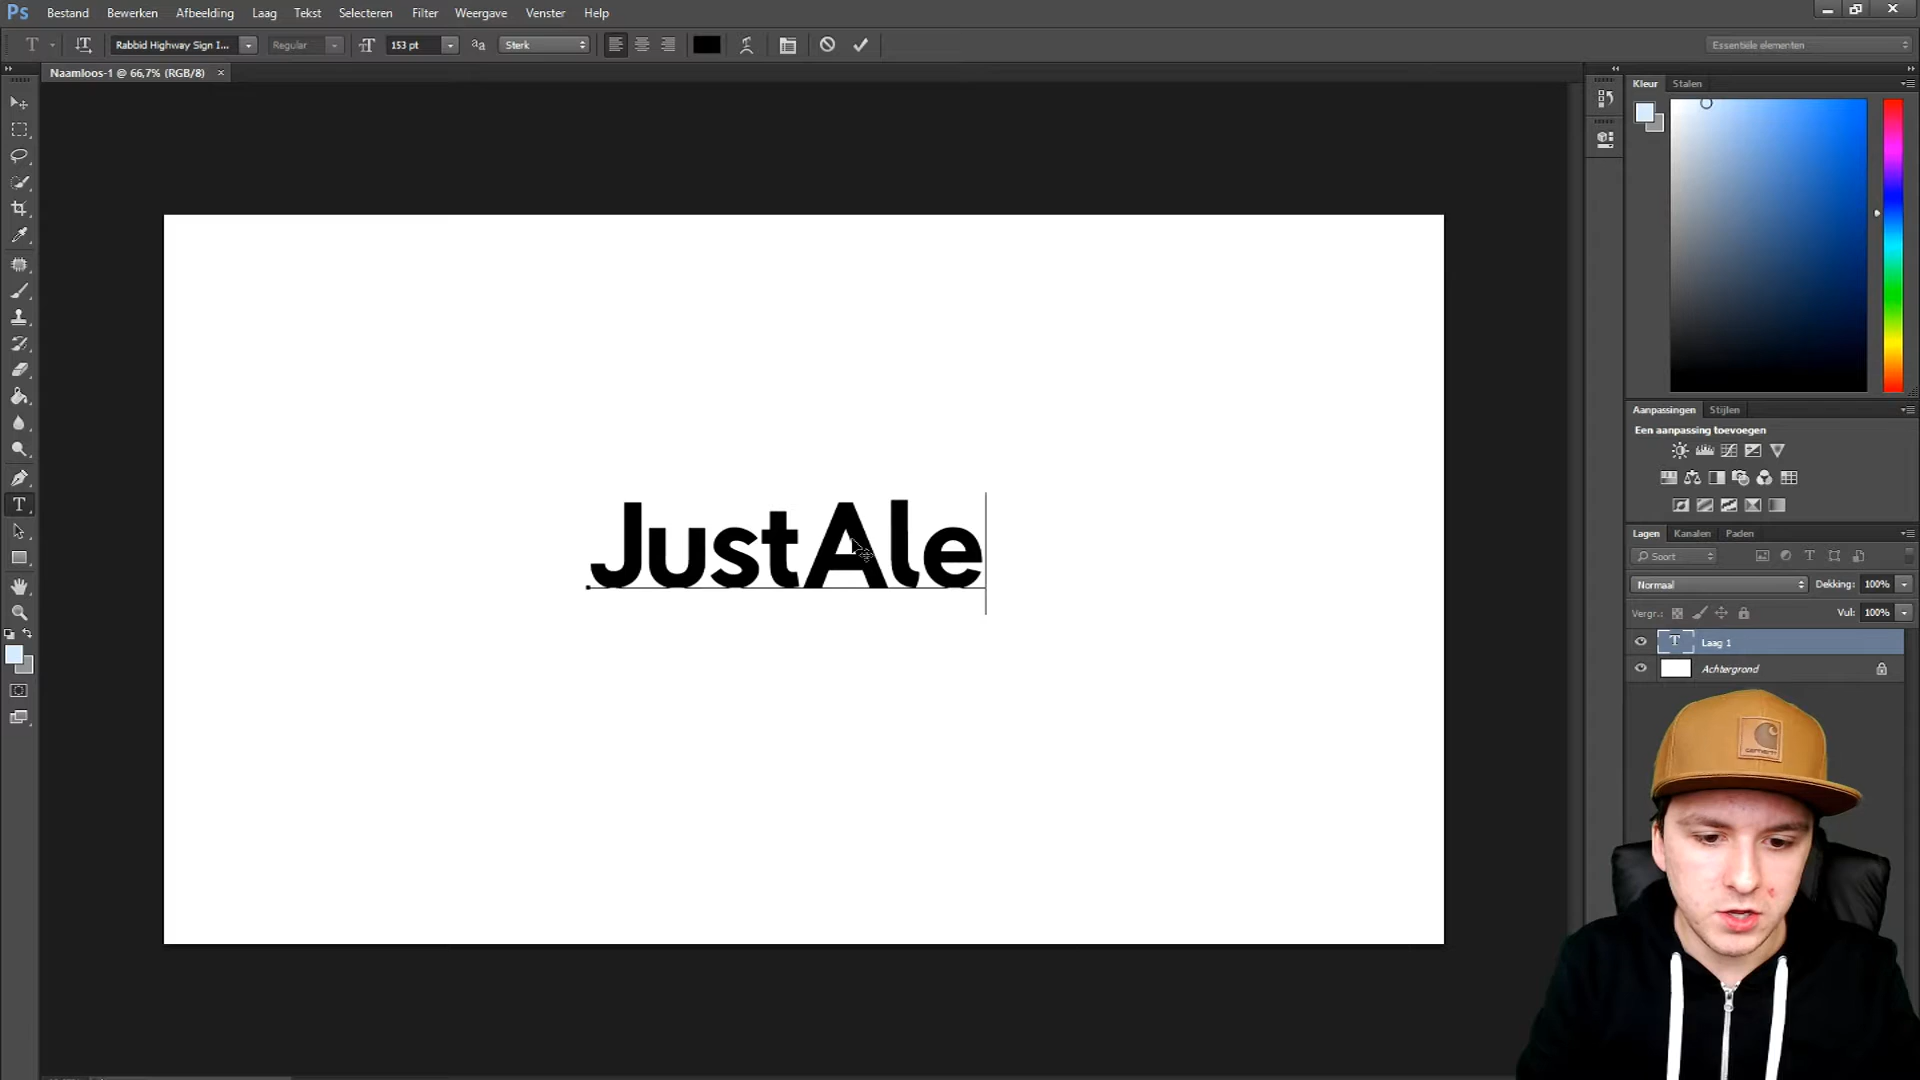 Ps Bestand Bewerken Afbeelding Laag Tekst Selecteren Filter Weergave Venster Help
T Rabbid Highway Sign I... Regular 153 pt Sterk Essentiële elementen
Naamloos-1 @ 66,7% (RGB/8) ×
Kleur Stalen
Aanpassingen Stijlen
Een aanpassing toevoegen
JustAle
Lagen Kanalen Paden
Soort
Normaal Dekking: 100%
Vergr.: Vul: 100%
T Laag 1
Achtergrond
carhartt